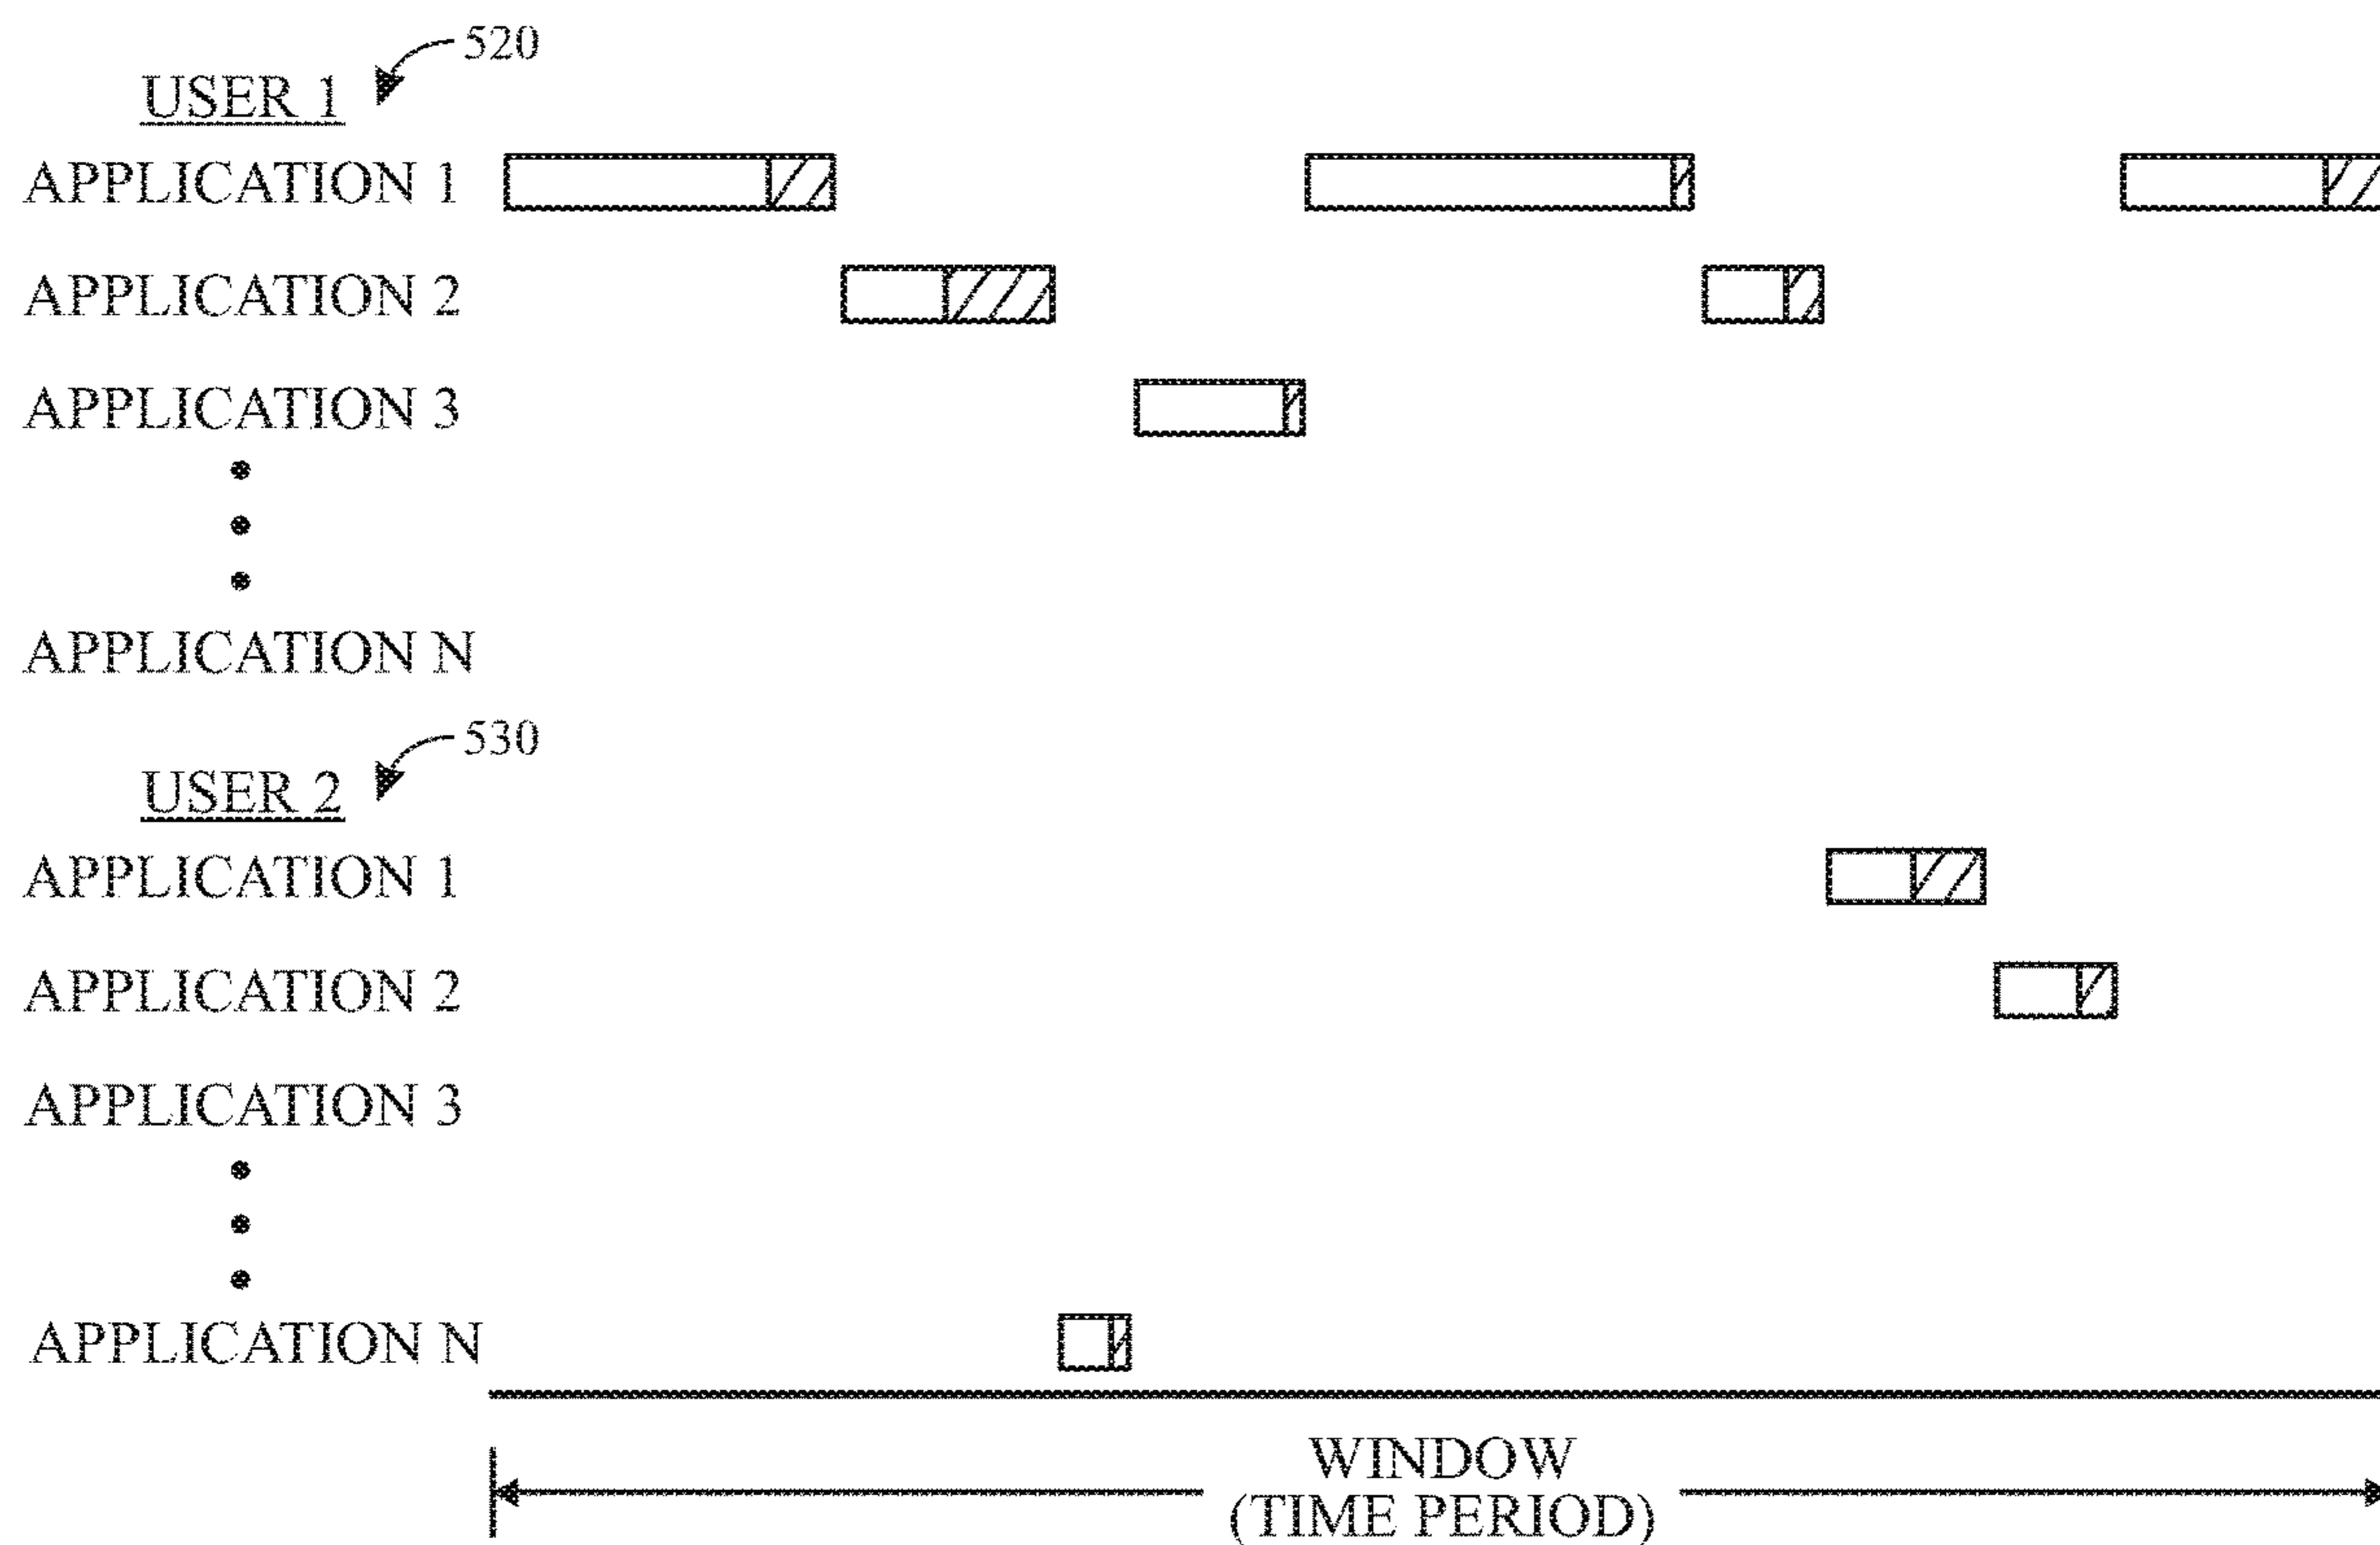 520
USER 1
APPLICATION 1
APPLICATION 2
APPLICATION 3
APPLICATION N
530
USER 2
APPLICATION 1
APPLICATION 2
APPLICATION 3
APPLICATION N
WINDOW
(TIME PERIOD)